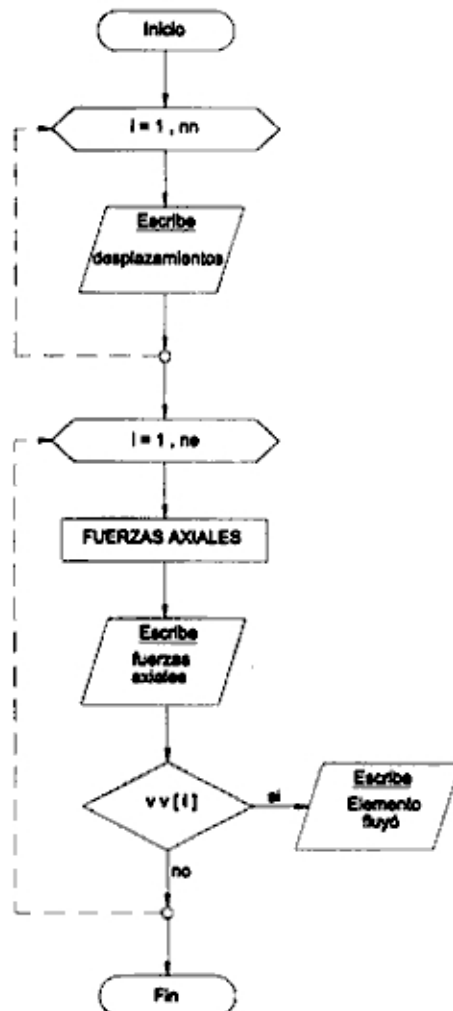 Inicio
i = 1 , nn
Escribe
desplazamientos
i = 1 , ne
FUERZAS AXIALES
Escribe
fuerzas
axiales
v v [ i ]
si
Escribe
Elemento
fluyó
no
Fin